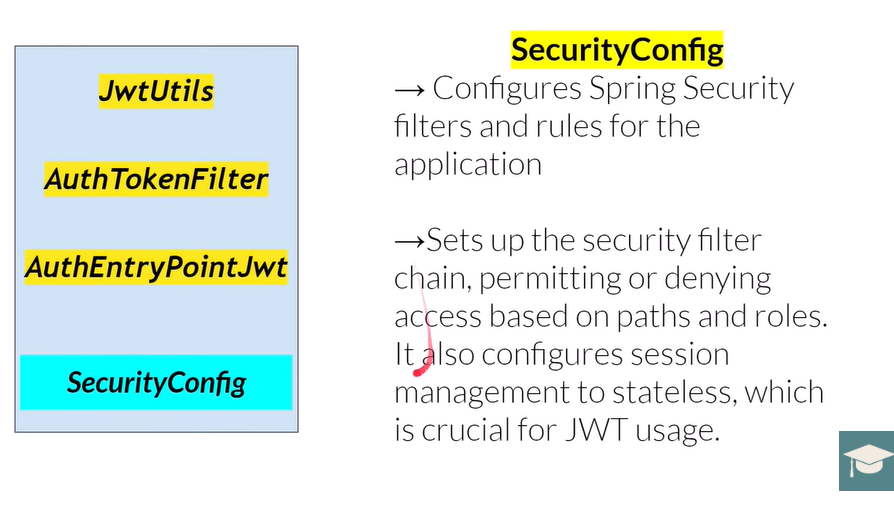 JwtUtils
AuthTokenFilter
AuthEntryPointJwt
SecurityConfig
SecurityConfig
→ Configures Spring Security
filters and rules for the
application
→Sets up the security filter
chain, permitting or denying
access based on paths and roles.
It also configures session
management to stateless, which
is crucial for JWT usage.